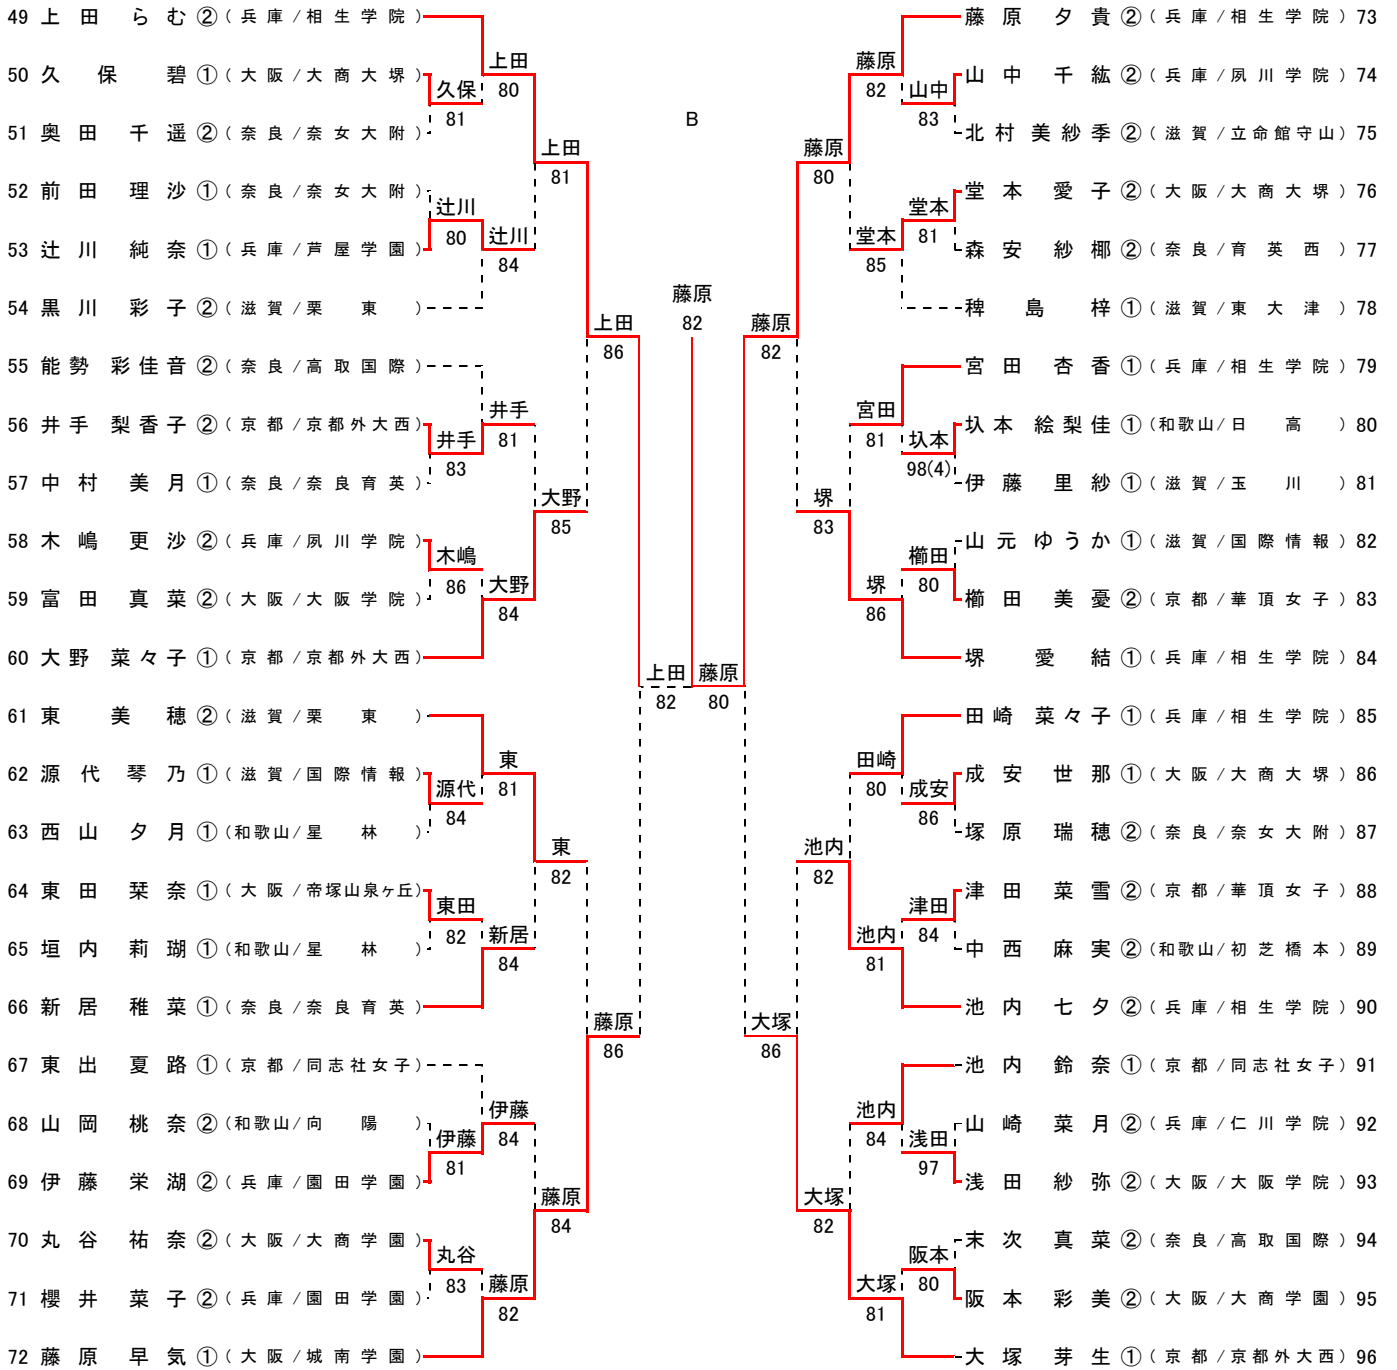 49 上田 らむ ② (兵庫/相生学院)
50 久保 碧 ① (大阪/大商大堺)
51 奥田 千遥 ② (奈良/奈女大附)
52 前田 理沙 ① (奈良/奈女大附)
53 辻川 純奈 ① (兵庫/芦屋学園)
54 黒川 彩子 ② (滋賀/栗東)
55 能勢 彩佳音 ② (奈良/高取国際)
56 井手 梨香子 ② (京都/京都外大西)
57 中村 美月 ① (奈良/奈良育英)
58 木嶋 更沙 ② (兵庫/夙川学院)
59 富田 真菜 ② (大阪/大阪学院)
60 大野 菜々子 ① (京都/京都外大西)
61 東 美穂 ② (滋賀/栗東)
62 源代 琴乃 ① (滋賀/国際情報)
63 西山 夕月 ① (和歌山/星林)
64 東田 栞奈 ① (大阪/帝塚山泉ヶ丘)
65 垣内 莉瑚 ① (和歌山/星林)
66 新居 稚菜 ① (奈良/奈良育英)
67 東出 夏路 ① (京都/同志社女子)
68 山岡 桃奈 ② (和歌山/向陽)
69 伊藤 栄湖 ② (兵庫/園田学園)
70 丸谷 祐奈 ② (大阪/大商学園)
71 櫻井 菜子 ② (兵庫/園田学園)
72 藤原 早気 ① (大阪/城南学園)
久保
81
辻川
80
井手
83
木嶋
86
源代
84
東田
82
伊藤
81
丸谷
83
上田
80
辻川
84
井手
81
大野
84
東
81
新居
84
伊藤
84
藤原
82
上田
81
大野
85
東
82
藤原
84
上田
86
藤原
86
上田
82
B
藤原
82
藤原
80
藤原
82
大塚
86
藤原
80
堺
83
池内
82
大塚
82
藤原
82
堂本
85
宮田
81
堺
86
田崎
80
池内
81
池内
84
大塚
81
山中
83
堂本
81
圦本
98(4)
櫛田
80
成安
86
津田
84
浅田
97
阪本
80
藤原 夕貴 ② (兵庫/相生学院) 73
山中 千紘 ② (兵庫/夙川学院) 74
北村 美紗季 ② (滋賀/立命館守山) 75
堂本 愛子 ② (大阪/大商大堺) 76
森安 紗椰 ② (奈良/育英西) 77
稗島 梓 ① (滋賀/東大津) 78
宮田 杏香 ① (兵庫/相生学院) 79
圦本 絵梨佳 ① (和歌山/日高) 80
伊藤 里紗 ① (滋賀/玉川) 81
山元 ゆうか ① (滋賀/国際情報) 82
櫛田 美憂 ② (京都/華頂女子) 83
堺 愛結 ① (兵庫/相生学院) 84
田崎 菜々子 ① (兵庫/相生学院) 85
成安 世那 ① (大阪/大商大堺) 86
塚原 瑞穂 ② (奈良/奈女大附) 87
津田 菜雪 ② (京都/華頂女子) 88
中西 麻実 ② (和歌山/初芝橋本) 89
池内 七夕 ② (兵庫/相生学院) 90
池内 鈴奈 ① (京都/同志社女子) 91
山崎 菜月 ② (兵庫/仁川学院) 92
浅田 紗弥 ② (大阪/大阪学院) 93
末次 真菜 ② (奈良/高取国際) 94
阪本 彩美 ② (大阪/大商学園) 95
大塚 芽生 ① (京都/京都外大西) 96